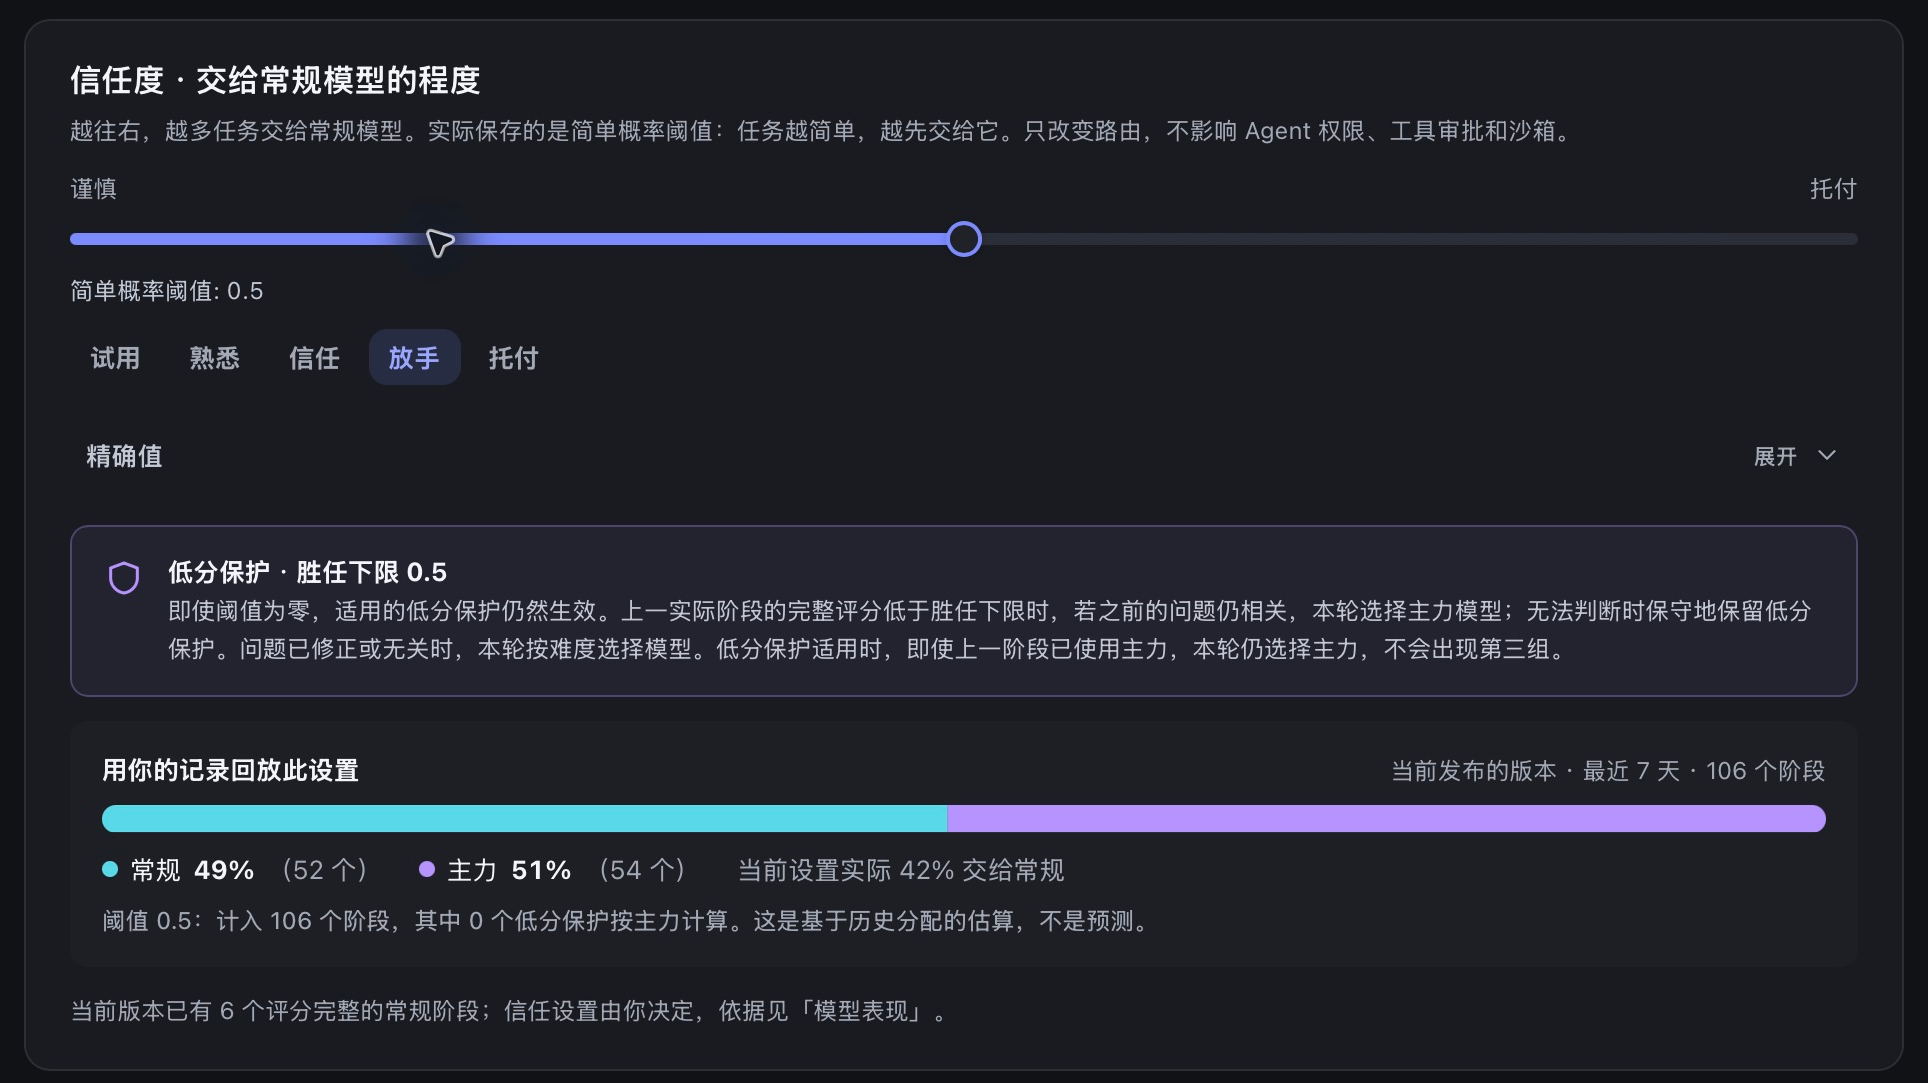 信任度 · 交给常规模型的程度
越往右，越多任务交给常规模型。实际保存的是简单概率阈值：任务越简单，越先交给它。只改变路由，不影响 Agent 权限、工具审批和沙箱。
谨慎 托付
简单概率阈值: 0.5
试用 熟悉 信任 放手 托付
精确值 展开
低分保护 · 胜任下限 0.5
即使阈值为零，适用的低分保护仍然生效。上一实际阶段的完整评分低于胜任下限时，若之前的问题仍相关，本轮选择主力模型；无法判断时保守地保留低分
保护。问题已修正或无关时，本轮按难度选择模型。低分保护适用时，即使上一阶段已使用主力，本轮仍选择主力，不会出现第三组。
用你的记录回放此设置 当前发布的版本 · 最近 7 天 · 106 个阶段
常规 49%（52 个） 主力 51%（54 个） 当前设置实际 42% 交给常规
阈值 0.5：计入 106 个阶段，其中 0 个低分保护按主力计算。这是基于历史分配的估算，不是预测。
当前版本已有 6 个评分完整的常规阶段；信任设置由你决定，依据见「模型表现」。